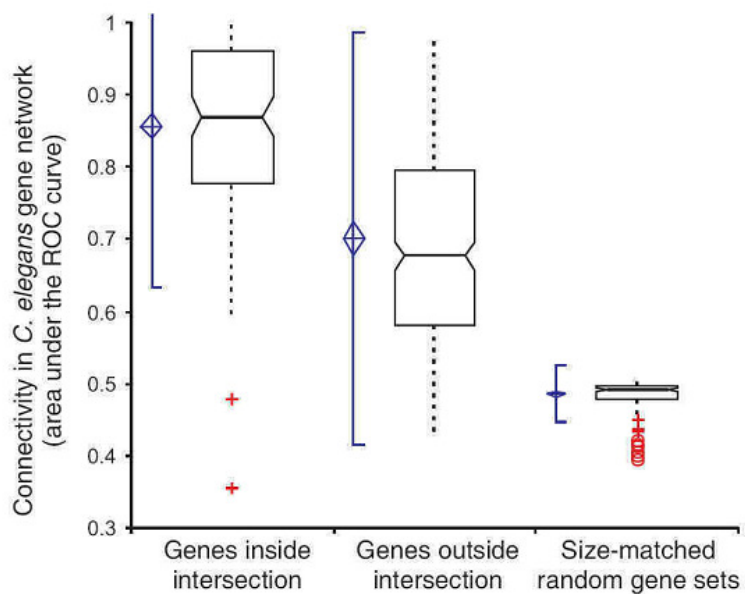 Connectivity in C. elegans gene network
(area under the ROC curve)
1
0.9
0.8
0.7
0.6
0.5
0.4
0.3
Genes inside
intersection
Genes outside
intersection
Size-matched
random gene sets